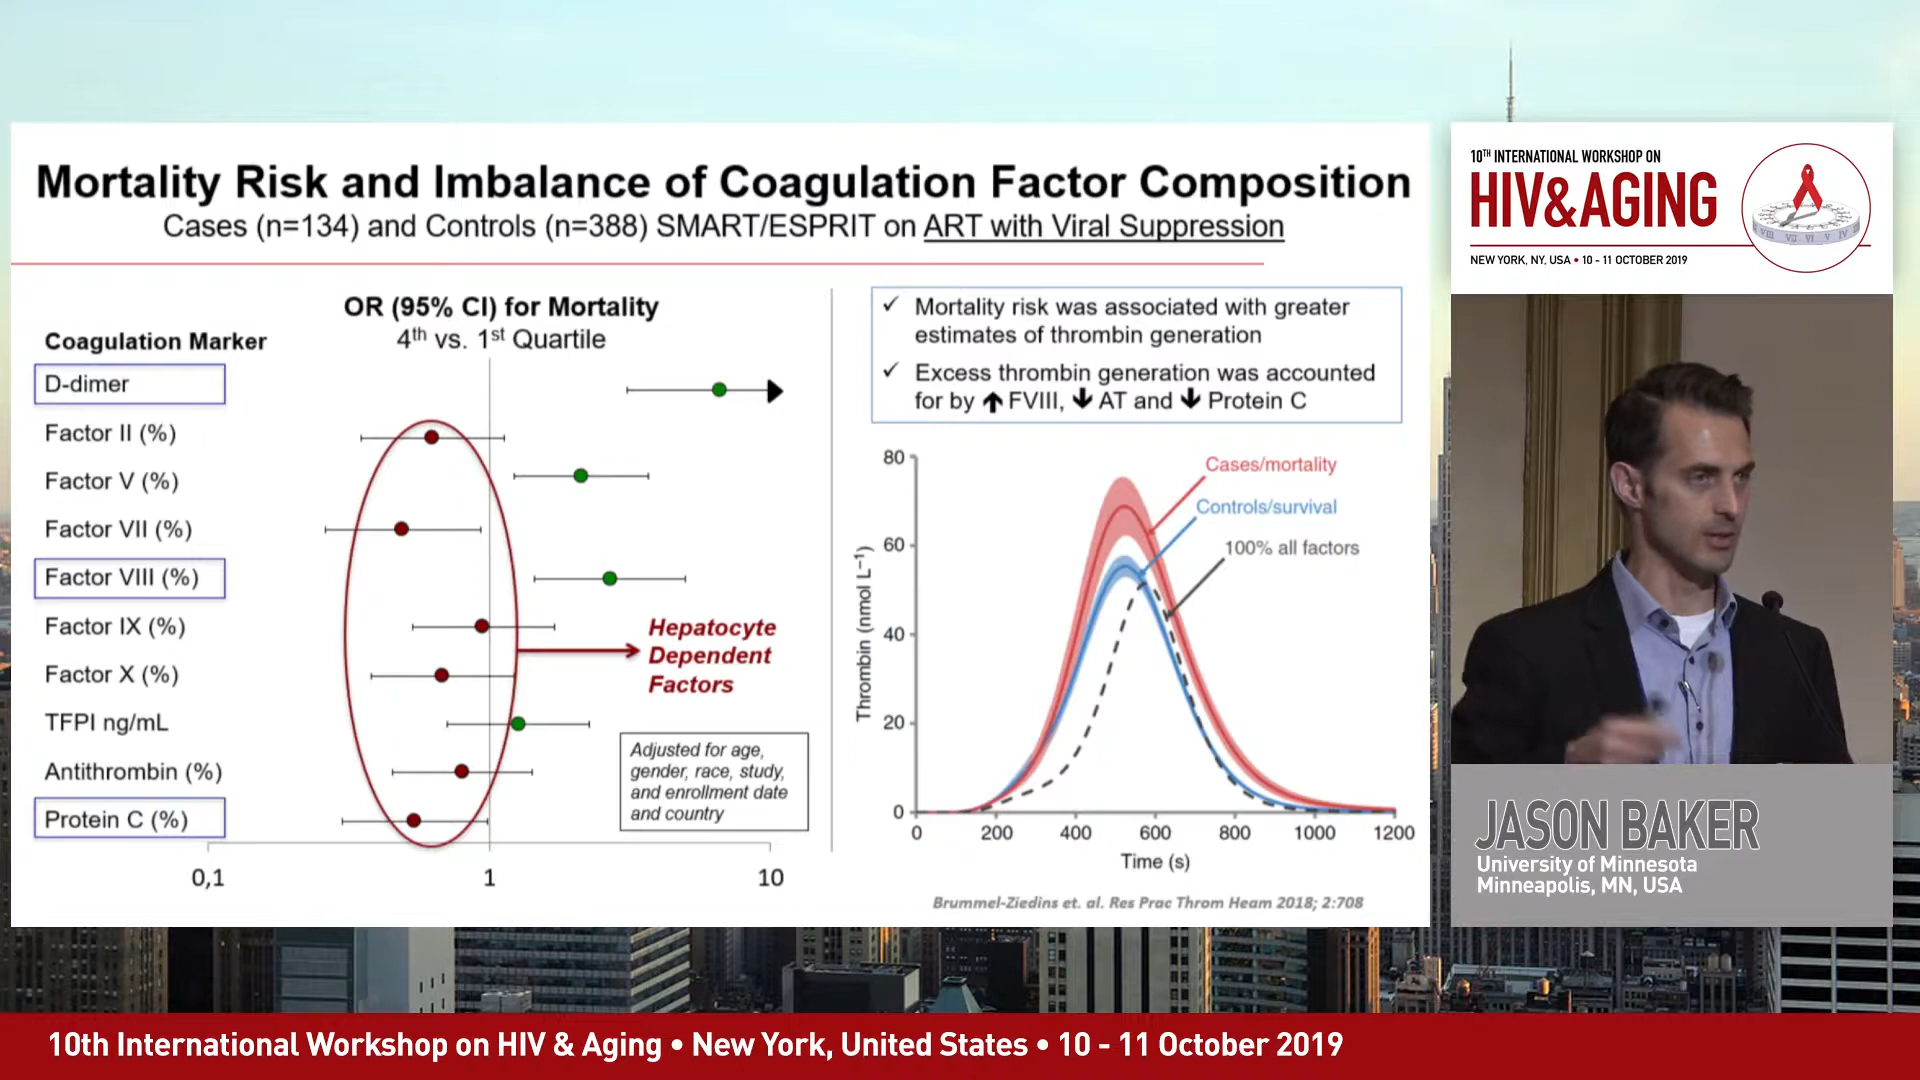 Mortality Risk and Imbalance of Coagulation Factor Composition
Cases (n=134) and Controls (n=388) SMART/ESPRIT on ART with Viral Suppression
OR (95% CI) for Mortality
4th vs. 1st Quartile
Coagulation Marker
D-dimer
Factor II (%)
Factor V (%)
Factor VII (%)
Factor VIII (%)
Factor IX (%)
Factor X (%)
TFPI ng/mL
Antithrombin (%)
Protein C (%)
Hepatocyte
Dependent
Factors
Adjusted for age,
gender, race, study,
and enrollment date
and country
0,1 1 10
✓ Mortality risk was associated with greater
estimates of thrombin generation
✓ Excess thrombin generation was accounted
for by ↑ FVIII, ↓ AT and ↓ Protein C
Cases/mortality
Controls/survival
100% all factors
Thrombin (nmol L⁻¹)
80
60
40
20
0
0 200 400 600 800 1000 1200
Time (s)
Brummel-Ziedins et. al. Res Prac Throm Heam 2018; 2:708
10TH INTERNATIONAL WORKSHOP ON
HIV&AGING
NEW YORK, NY, USA • 10 - 11 OCTOBER 2019
JASON BAKER
University of Minnesota
Minneapolis, MN, USA
10th International Workshop on HIV & Aging • New York, United States • 10 - 11 October 2019